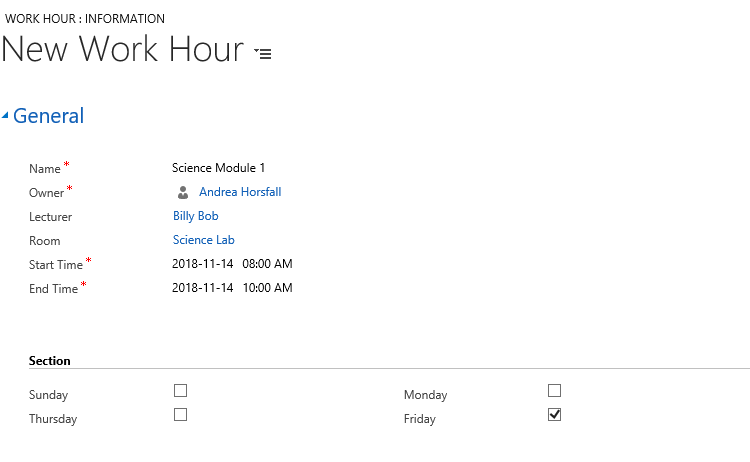 WORK HOUR : INFORMATION
New Work Hour
General
Name* Science Module 1
Owner* Andrea Horsfall
Lecturer Billy Bob
Room Science Lab
Start Time* 2018-11-14 08:00 AM
End Time* 2018-11-14 10:00 AM
Section
Sunday Monday
Thursday Friday